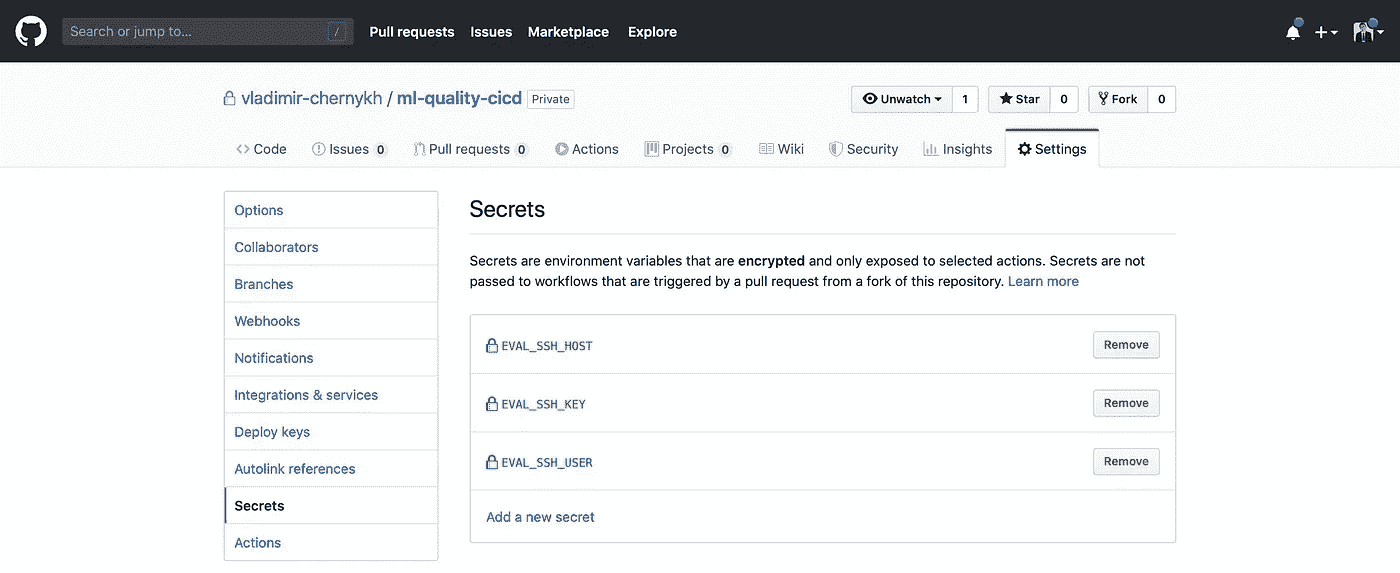 Search or jump to... /
Pull requests Issues Marketplace Explore
vladimir-chernykh / ml-quality-cicd Private
Unwatch 1 Star 0 Fork 0
Code Issues 0 Pull requests 0 Actions Projects 0 Wiki Security Insights Settings
Options
Collaborators
Branches
Webhooks
Notifications
Integrations & services
Deploy keys
Autolink references
Secrets
Actions
Secrets
Secrets are environment variables that are encrypted and only exposed to selected actions. Secrets are not
passed to workflows that are triggered by a pull request from a fork of this repository. Learn more
EVAL_SSH_HOST Remove
EVAL_SSH_KEY Remove
EVAL_SSH_USER Remove
Add a new secret